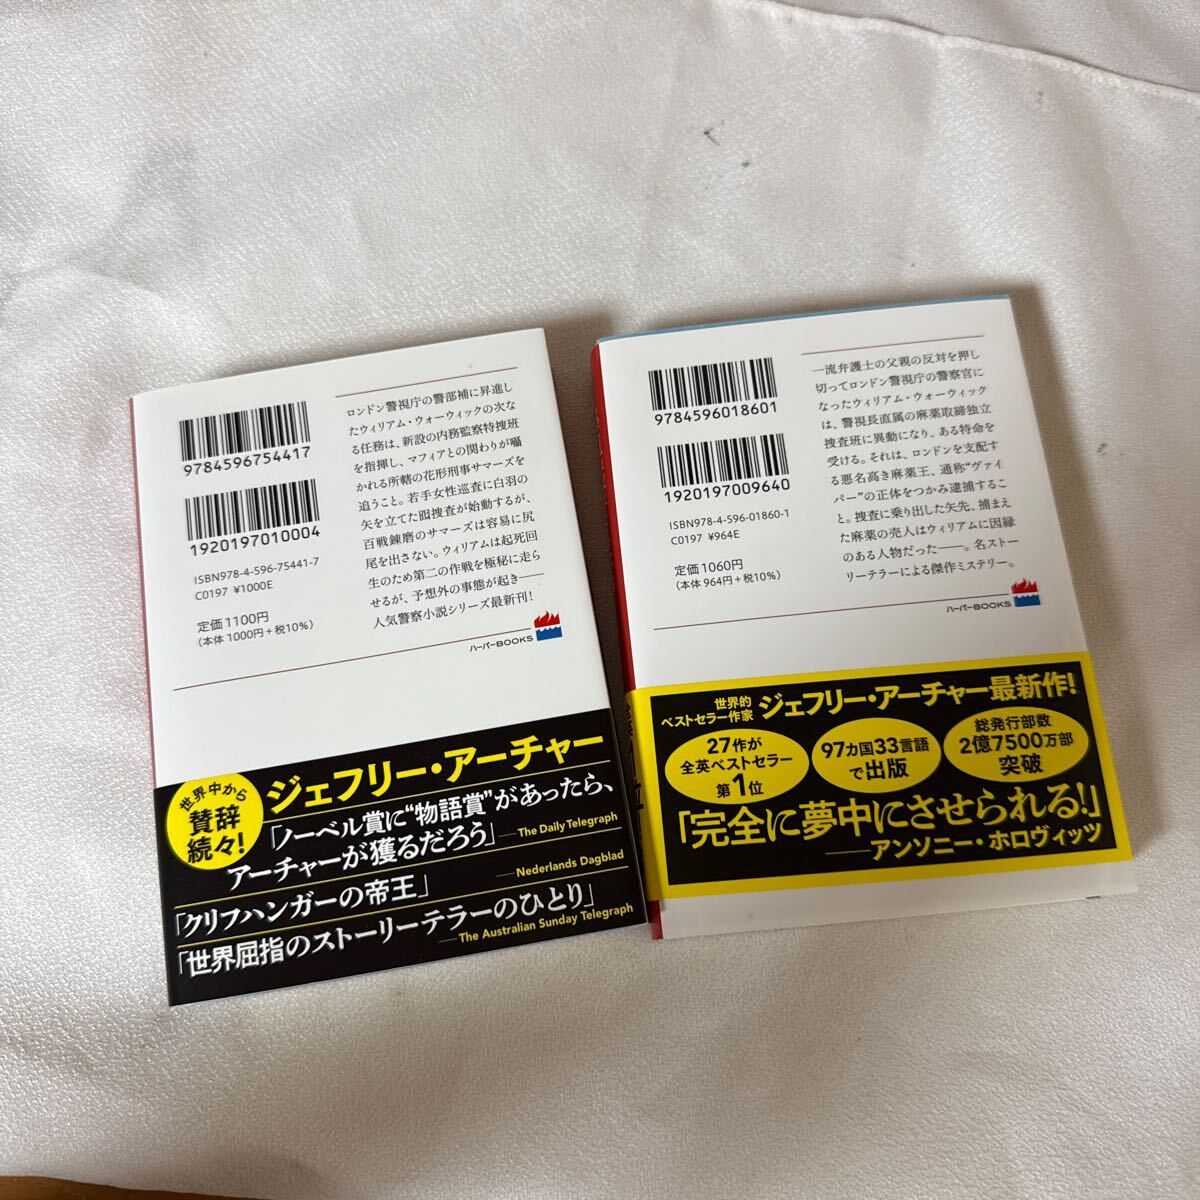 9784596754417
1920197010004
ISBN978-4-596-75441-7
C0197 ¥1000E
定価1100円
(本体1000円+税10%)
ロンドン警視庁の警部補に昇進し
たウィリアム・ウォーウィックの次な
る任務は、新設の内務監察特捜班
を指揮し、マフィアとの関わりが囁
かれる所轄の花形刑事サマーズを
追うこと。若手女性巡査に白羽の
矢を立てた囮捜査が始動するが、
百戦錬磨のサマーズは容易に尻
尾を出さない。ウィリアムは起死回
生のため第二の作戦を極秘に走ら
せるが、予想外の事態が起き――
人気警察小説シリーズ最新刊!
ハーパーBOOKS
世界中から
賛辞
続々!
ジェフリー・アーチャー
「ノーベル賞に“物語賞”があったら、
アーチャーが獲るだろう」
――The Daily Telegraph
「クリフハンガーの帝王」
――Nederlands Dagblad
「世界屈指のストーリーテラーのひとり」
――The Australian Sunday Telegraph
9784596018601
1920197009640
ISBN978-4-596-01860-1
C0197 ¥964E
定価1060円
(本体964円+税10%)
一流弁護士の父親の反対を押し
切ってロンドン警視庁の警察官に
なったウィリアム・ウォーウィック
は、警視長直属の麻薬取締独立
捜査班に異動になり、ある特命を
受ける。それは、ロンドンを支配す
る悪名高き麻薬王、通称“ヴァイ
パー”の正体をつかみ逮捕するこ
と。捜査に乗り出した矢先、捕まえ
た麻薬の売人はウィリアムに因縁
のある人物だった――。名ストー
リーテラーによる傑作ミステリー。
ハーパーBOOKS
世界的
ベストセラー作家
ジェフリー・アーチャー最新作!
27作が
全英ベストセラー
第1位
97カ国33言語
で出版
総発行部数
2億7500万部
突破
「完全に夢中にさせられる!」
――アンソニー・ホロヴィッツ